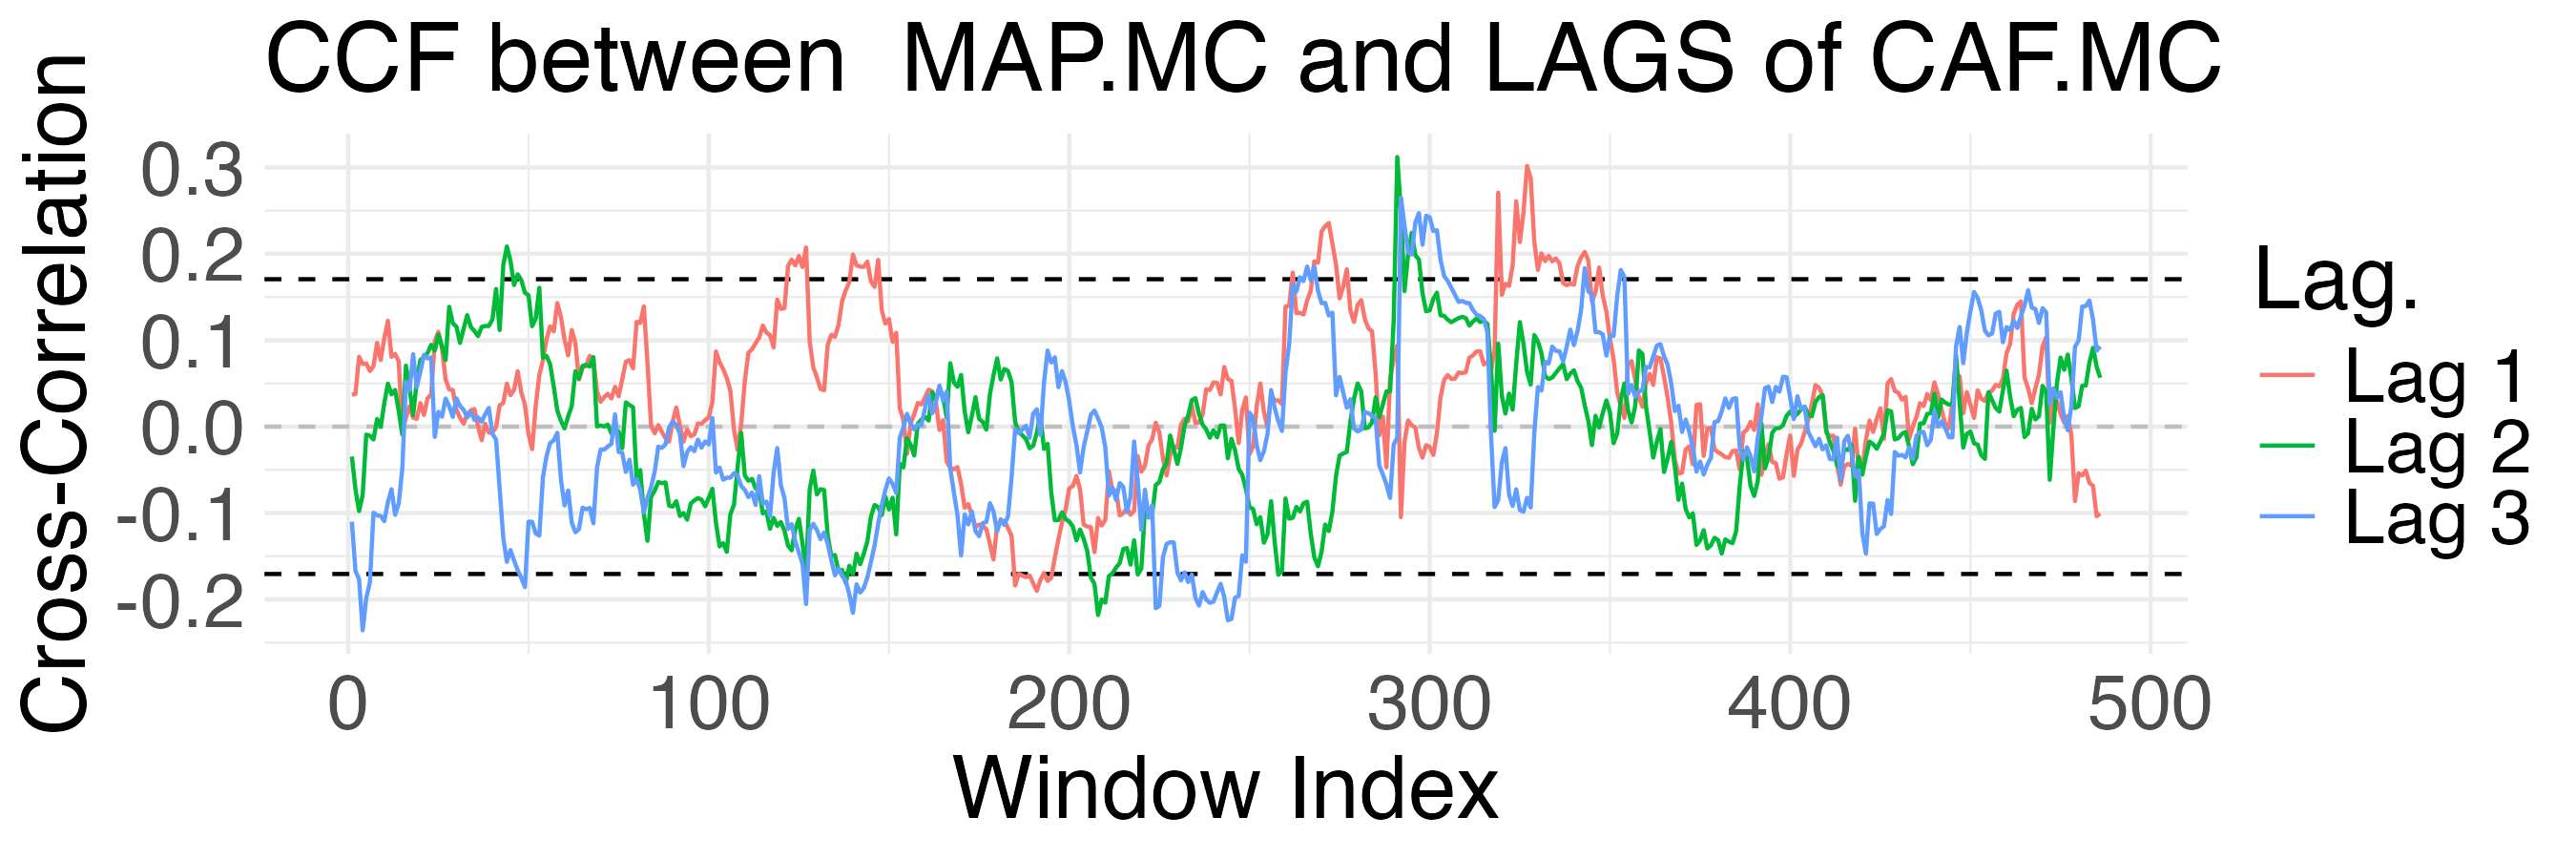 CCF between  MAP.MC and LAGS of CAF.MC
Cross-Correlation
0.3
0.2
0.1
0.0
-0.1
-0.2
0 100 200 300 400 500
Window Index
Lag.
Lag 1
Lag 2
Lag 3